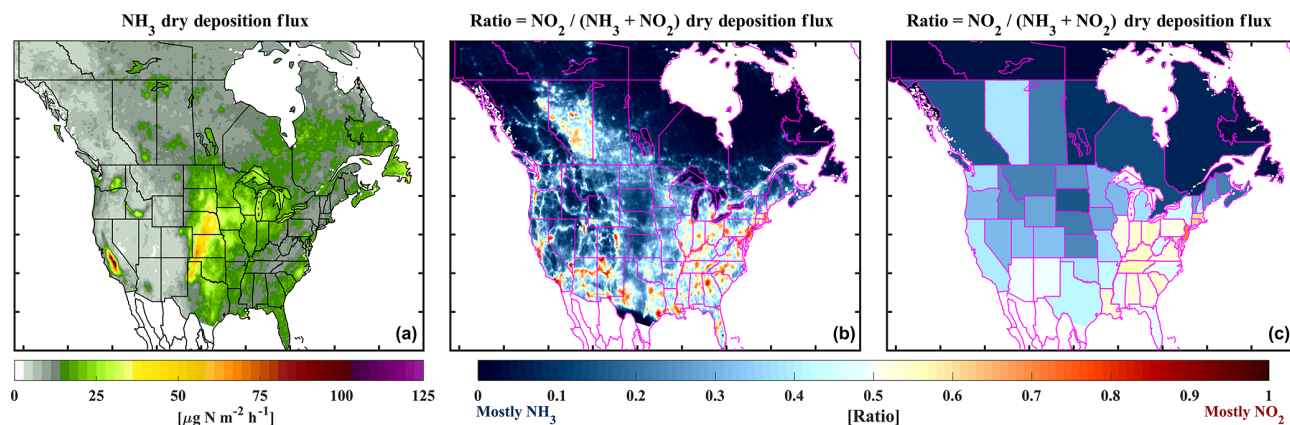 NH₃ dry deposition flux
Ratio = NO₂ / (NH₃ + NO₂) dry deposition flux
Ratio = NO₂ / (NH₃ + NO₂) dry deposition flux
(a)
(b)
(c)
0 25 50 75 100 125
[μg N m⁻² h⁻¹]
0 0.1 0.2 0.3 0.4 0.5 0.6 0.7 0.8 0.9 1
Mostly NH₃ [Ratio] Mostly NO₂